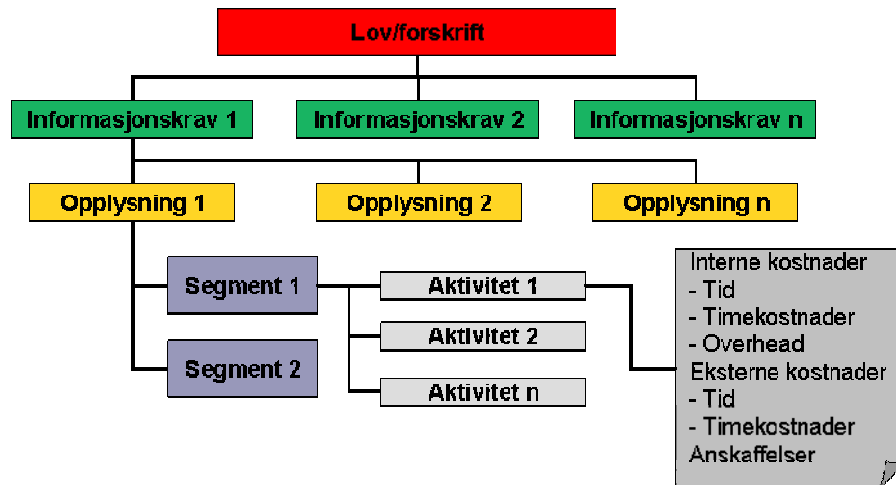 Lov/forskrift
Informasjonskrav 1
Informasjonskrav 2
Informasjonskrav n
Opplysning 1
Opplysning 2
Opplysning n
Segment 1
Segment 2
Aktivitet 1
Aktivitet 2
Aktivitet n
Interne kostnader
- Tid
- Timekostnader
- Overhead
Eksterne kostnader
- Tid
- Timekostnader
Anskaffelser